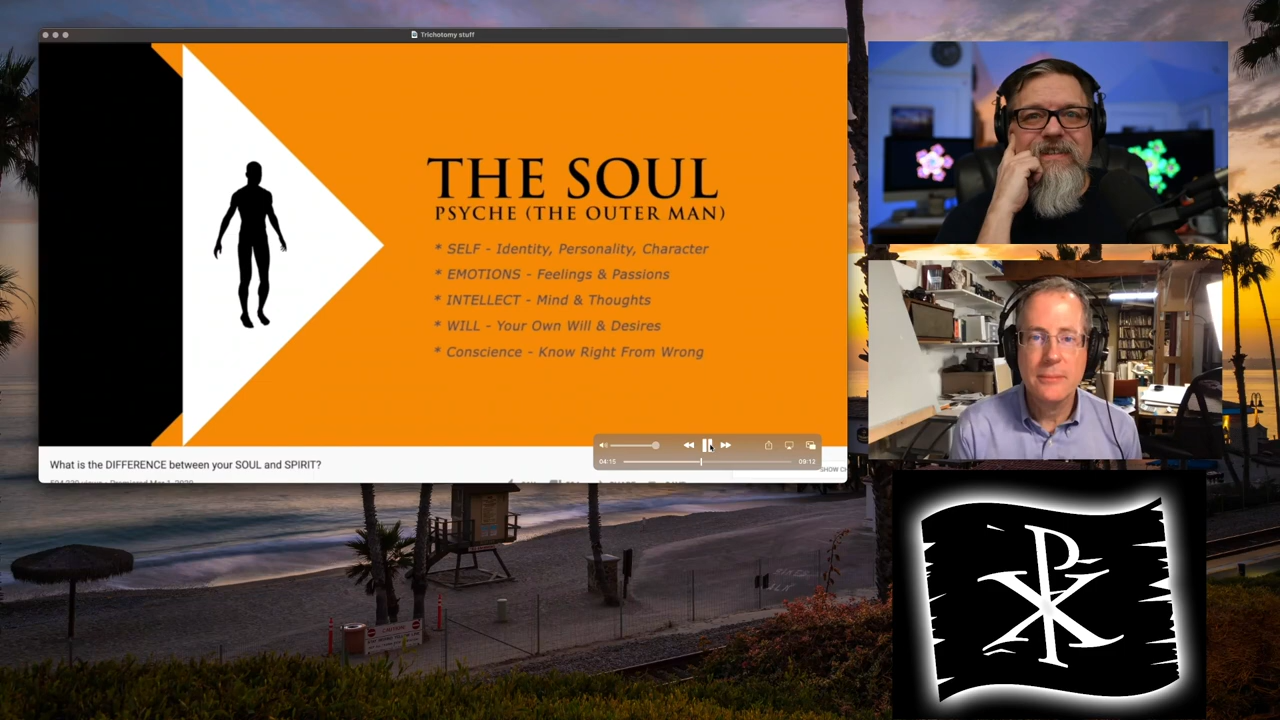 Trichotomy stuff
THE SOUL
PSYCHE (THE OUTER MAN)
* SELF - Identity, Personality, Character
* EMOTIONS - Feelings & Passions
* INTELLECT - Mind & Thoughts
* WILL - Your Own Will & Desires
* Conscience - Know Right From Wrong
04:15
09:12
What is the DIFFERENCE between your SOUL and SPIRIT?